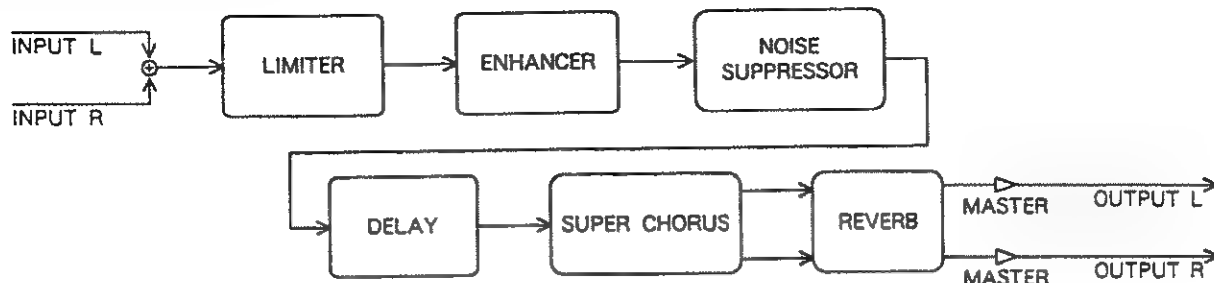 INPUT L
INPUT R
LIMITER
ENHANCER
NOISE
SUPPRESSOR
DELAY
SUPER CHORUS
REVERB
MASTER
OUTPUT L
MASTER
OUTPUT R